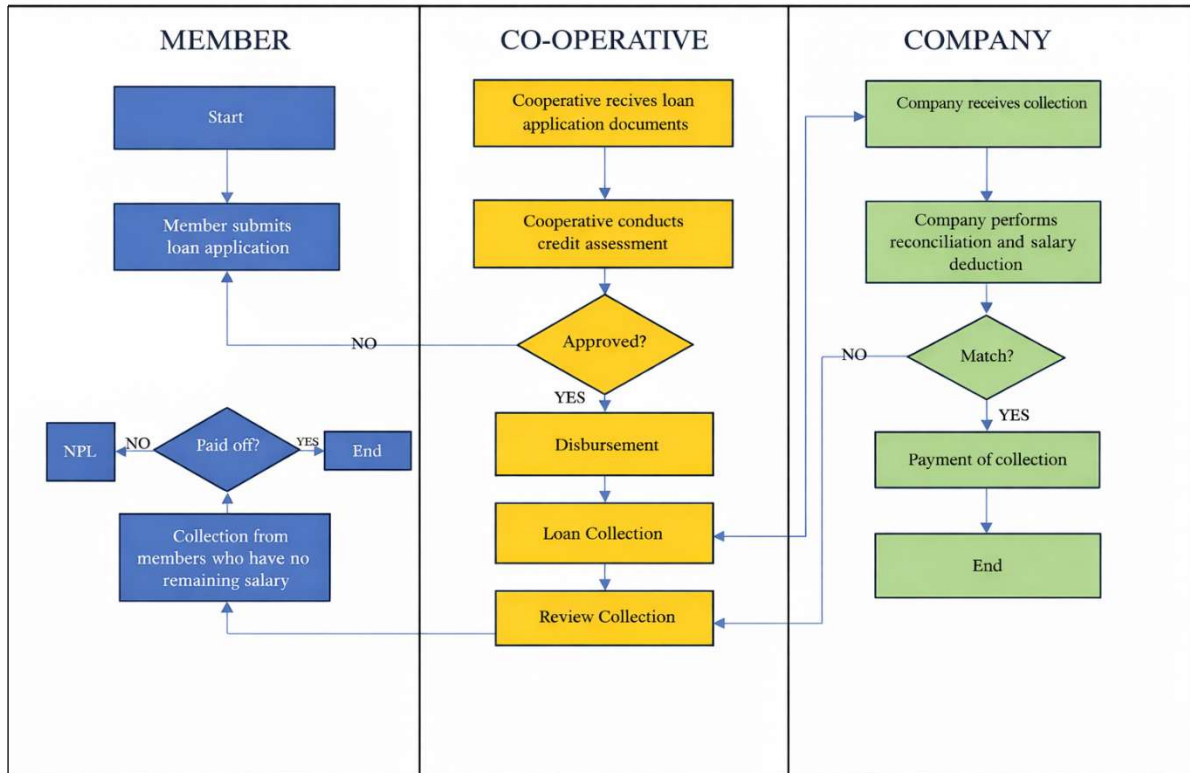 MEMBER
Start
Member submits
loan application
NO
Paid off?
NO
YES
NPL
End
Collection from
members who have no
remaining salary
CO-OPERATIVE
Cooperative recives loan
application documents
Cooperative conducts
credit assessment
Approved?
YES
Disbursement
Loan Collection
Review Collection
COMPANY
Company receives collection
Company performs
reconciliation and salary
deduction
Match?
NO
YES
Payment of collection
End